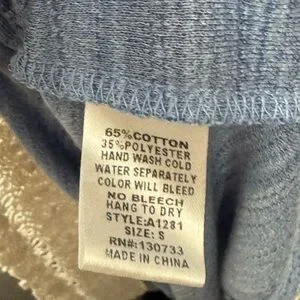 65%COTTON
35%POLYESTER
HAND WASH COLD
WATER SEPARATELY
COLOR WILL BLEED
NO BLEECH
HANG TO DRY
STYLE:A1281
SIZE: S
RN#:130733
MADE IN CHINA